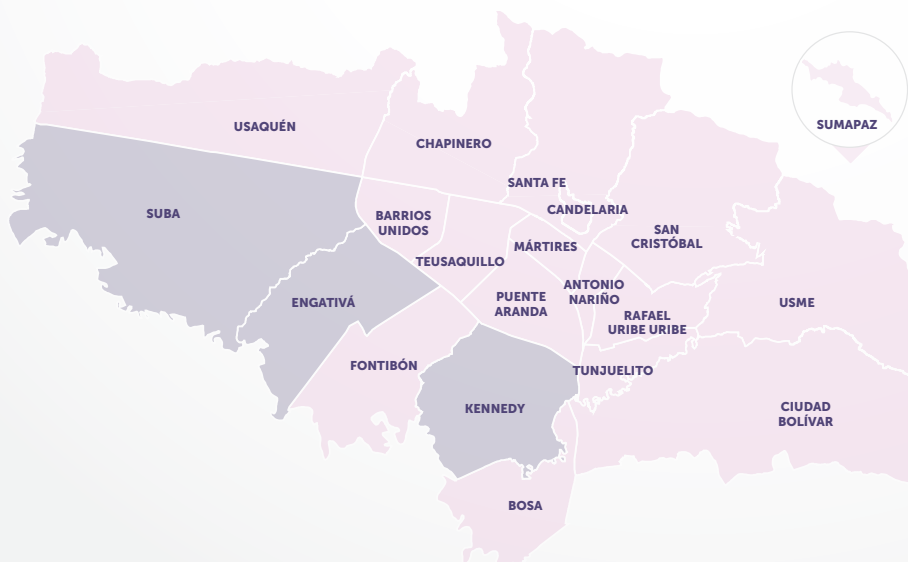 USAQUÉN
CHAPINERO
SUMAPAZ
SUBA
SANTA FE
CANDELARIA
BARRIOS
UNIDOS
SAN
CRISTÓBAL
MÁRTIRES
TEUSAQUILLO
ENGATIVÁ
PUENTE
ARANDA
ANTONIO
NARIÑO
RAFAEL
URIBE URIBE
USME
FONTIBÓN
TUNJUELITO
KENNEDY
CIUDAD
BOLÍVAR
BOSA